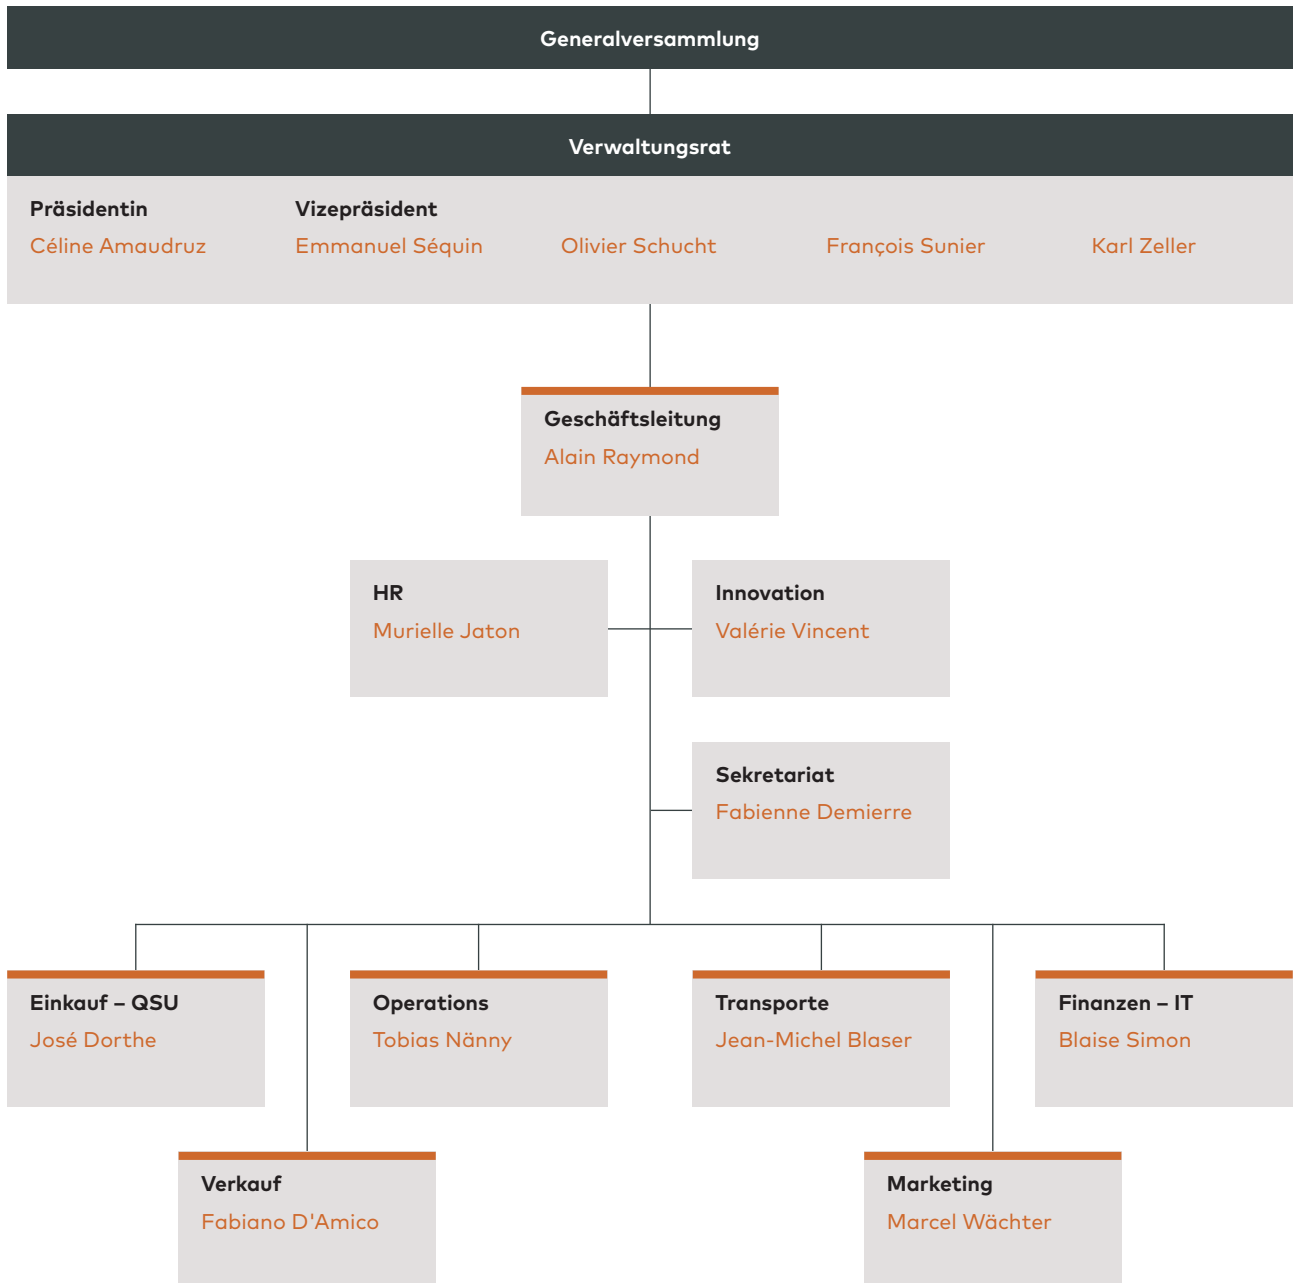 Generalversammlung
Verwaltungsrat
Präsidentin
Céline Amaudruz
Vizepräsident
Emmanuel Séquin
Olivier Schucht
François Sunier
Karl Zeller
Geschäftsleitung
Alain Raymond
HR
Murielle Jaton
Innovation
Valérie Vincent
Sekretariat
Fabienne Demierre
Einkauf – QSU
José Dorthe
Operations
Tobias Nänny
Transporte
Jean-Michel Blaser
Finanzen – IT
Blaise Simon
Verkauf
Fabiano D'Amico
Marketing
Marcel Wächter